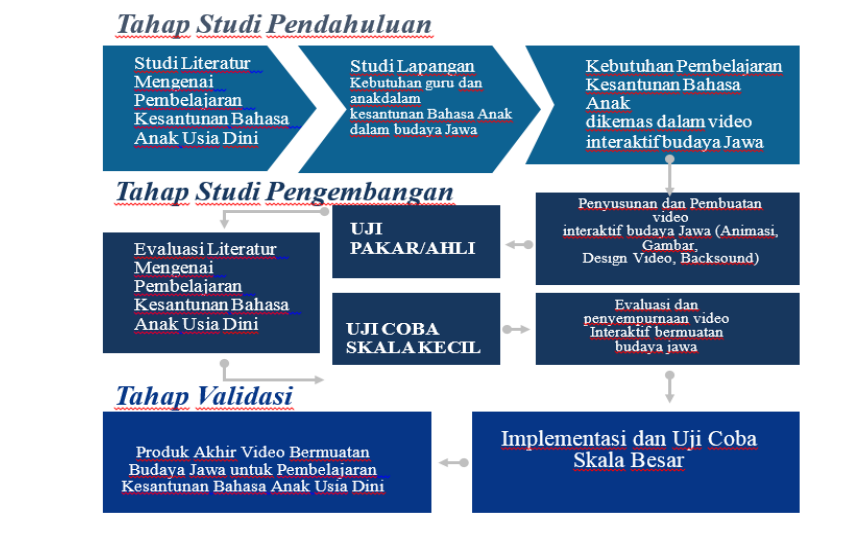 Tahap Studi Pendahuluan
Studi Literatur
Mengenai
Pembelajaran
Kesantunan Bahasa
Anak Usia Dini
Studi Lapangan
Kebutuhan guru dan
anakdalam
kesantunan Bahasa Anak
dalam budaya Jawa
Kebutuhan Pembelajaran
Kesantunan Bahasa
Anak
dikemas dalam video
interaktif budaya Jawa
Tahap Studi Pengembangan
Penyusunan dan Pembuatan
video
interaktif budaya Jawa (Animasi,
Gambar,
Design Video, Backsound)
UJI
PAKAR/AHLI
Evaluasi Literatur
Mengenai
Pembelajaran
Kesantunan Bahasa
Anak Usia Dini
UJI COBA
SKALA KECIL
Evaluasi dan
penyempurnaan video
Interaktif bermuatan
budaya jawa
Tahap Validasi
Implementasi dan Uji Coba
Skala Besar
Produk Akhir Video Bermuatan
Budaya Jawa untuk Pembelajaran
Kesantunan Bahasa Anak Usia Dini